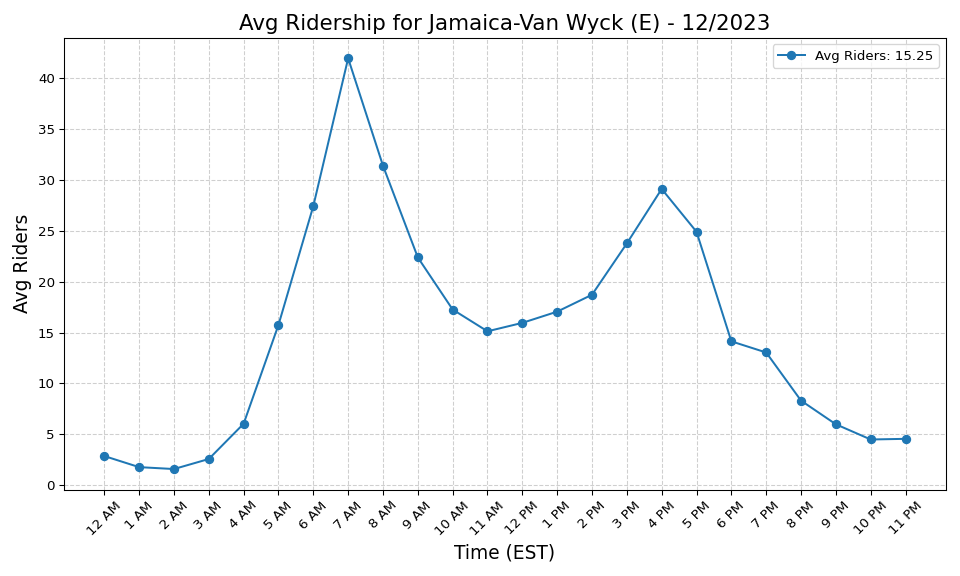 Avg Ridership for Jamaica-Van Wyck (E) - 12/2023
Avg Riders: 15.25
Avg Riders
40
35
30
25
20
15
10
5
0
12 AM
1 AM
2 AM
3 AM
4 AM
5 AM
6 AM
7 AM
8 AM
9 AM
10 AM
11 AM
12 PM
1 PM
2 PM
3 PM
4 PM
5 PM
6 PM
7 PM
8 PM
9 PM
10 PM
11 PM
Time (EST)